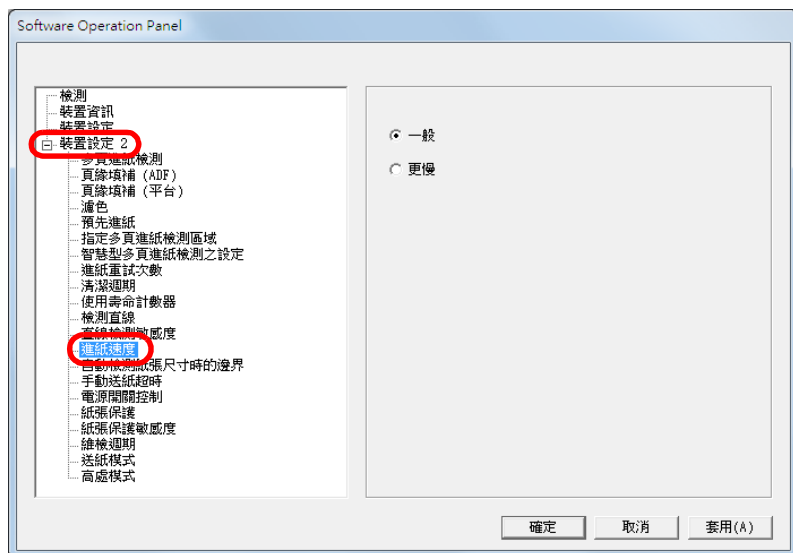 Software Operation Panel
檢測
裝置資訊
裝置設定
裝置設定 2
多頁進紙檢測
頁緣填補 (ADF)
頁緣填補 (平台)
濾色
預先進紙
指定多頁進紙檢測區域
智慧型多頁進紙檢測之設定
進紙重試次數
清潔週期
使用壽命計數器
檢測直線
直線檢測敏感度
進紙速度
自動檢測紙張尺寸時的邊界
手動送紙超時
電源開關控制
紙張保護
紙張保護敏感度
維檢週期
送紙模式
高處模式
一般
更慢
確定 取消 套用(A)